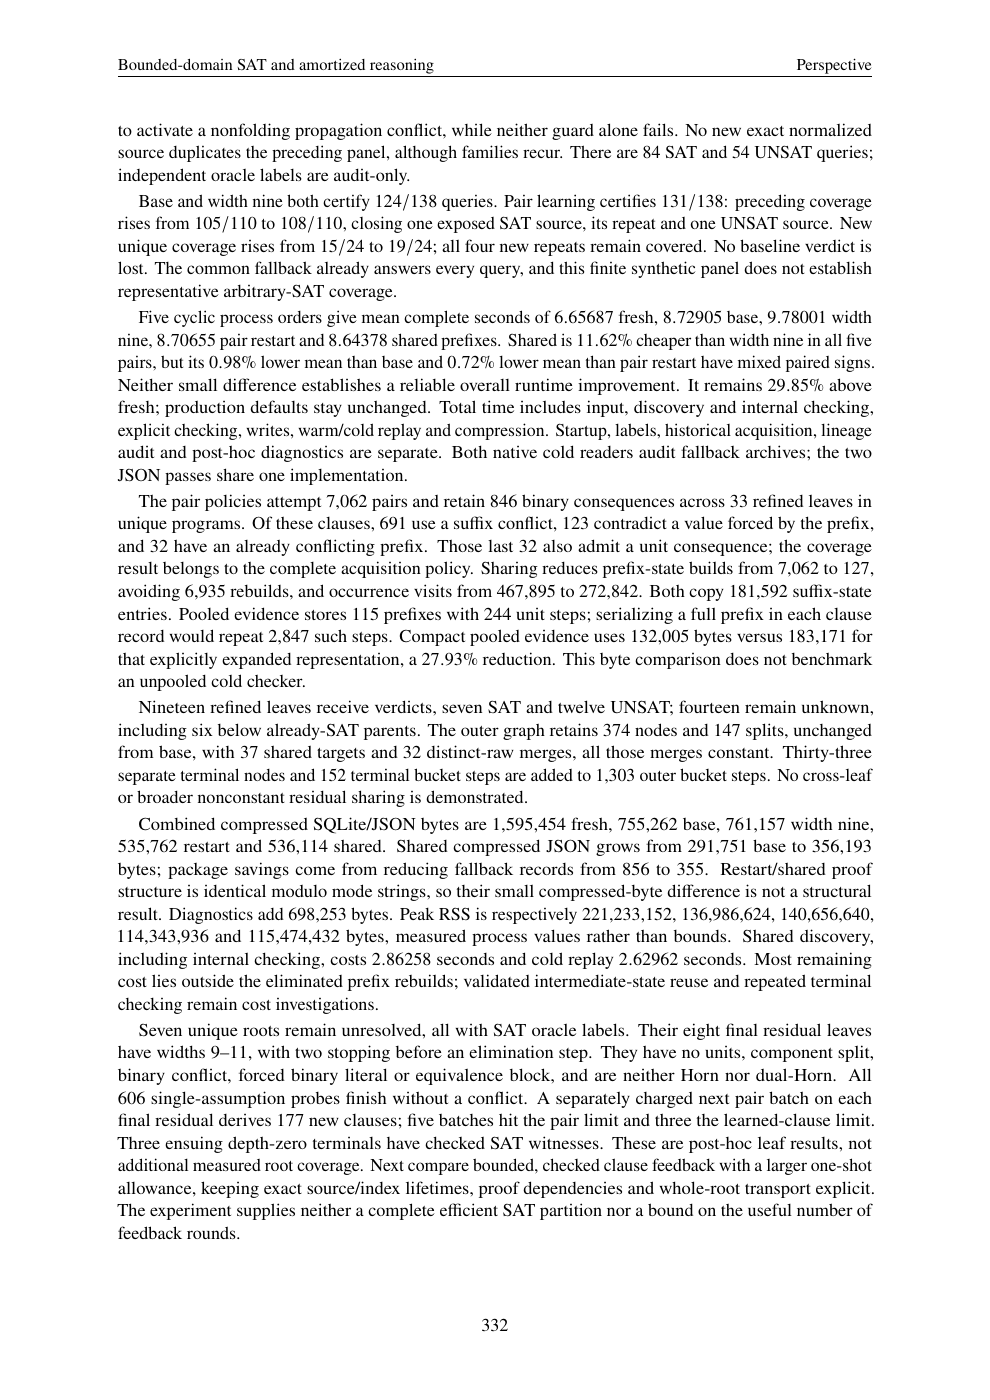 Bounded-domain SAT and amortized reasoning Perspective
to activate a nonfolding propagation conflict, while neither guard alone fails. No new exact normalized
source duplicates the preceding panel, although families recur. There are 84 SAT and 54 UNSAT queries;
independent oracle labels are audit-only.
Base and width nine both certify 124/138 queries. Pair learning certifies 131/138: preceding coverage
rises from 105/110 to 108/110, closing one exposed SAT source, its repeat and one UNSAT source. New
unique coverage rises from 15/24 to 19/24; all four new repeats remain covered. No baseline verdict is
lost. The common fallback already answers every query, and this finite synthetic panel does not establish
representative arbitrary-SAT coverage.
Five cyclic process orders give mean complete seconds of 6.65687 fresh, 8.72905 base, 9.78001 width
nine, 8.70655 pair restart and 8.64378 shared prefixes. Shared is 11.62% cheaper than width nine in all five
pairs, but its 0.98% lower mean than base and 0.72% lower mean than pair restart have mixed paired signs.
Neither small difference establishes a reliable overall runtime improvement. It remains 29.85% above
fresh; production defaults stay unchanged. Total time includes input, discovery and internal checking,
explicit checking, writes, warm/cold replay and compression. Startup, labels, historical acquisition, lineage
audit and post-hoc diagnostics are separate. Both native cold readers audit fallback archives; the two
JSON passes share one implementation.
The pair policies attempt 7,062 pairs and retain 846 binary consequences across 33 refined leaves in
unique programs. Of these clauses, 691 use a suffix conflict, 123 contradict a value forced by the prefix,
and 32 have an already conflicting prefix. Those last 32 also admit a unit consequence; the coverage
result belongs to the complete acquisition policy. Sharing reduces prefix-state builds from 7,062 to 127,
avoiding 6,935 rebuilds, and occurrence visits from 467,895 to 272,842. Both copy 181,592 suffix-state
entries. Pooled evidence stores 115 prefixes with 244 unit steps; serializing a full prefix in each clause
record would repeat 2,847 such steps. Compact pooled evidence uses 132,005 bytes versus 183,171 for
that explicitly expanded representation, a 27.93% reduction. This byte comparison does not benchmark
an unpooled cold checker.
Nineteen refined leaves receive verdicts, seven SAT and twelve UNSAT; fourteen remain unknown,
including six below already-SAT parents. The outer graph retains 374 nodes and 147 splits, unchanged
from base, with 37 shared targets and 32 distinct-raw merges, all those merges constant. Thirty-three
separate terminal nodes and 152 terminal bucket steps are added to 1,303 outer bucket steps. No cross-leaf
or broader nonconstant residual sharing is demonstrated.
Combined compressed SQLite/JSON bytes are 1,595,454 fresh, 755,262 base, 761,157 width nine,
535,762 restart and 536,114 shared. Shared compressed JSON grows from 291,751 base to 356,193
bytes; package savings come from reducing fallback records from 856 to 355. Restart/shared proof
structure is identical modulo mode strings, so their small compressed-byte difference is not a structural
result. Diagnostics add 698,253 bytes. Peak RSS is respectively 221,233,152, 136,986,624, 140,656,640,
114,343,936 and 115,474,432 bytes, measured process values rather than bounds. Shared discovery,
including internal checking, costs 2.86258 seconds and cold replay 2.62962 seconds. Most remaining
cost lies outside the eliminated prefix rebuilds; validated intermediate-state reuse and repeated terminal
checking remain cost investigations.
Seven unique roots remain unresolved, all with SAT oracle labels. Their eight final residual leaves
have widths 9–11, with two stopping before an elimination step. They have no units, component split,
binary conflict, forced binary literal or equivalence block, and are neither Horn nor dual-Horn. All
606 single-assumption probes finish without a conflict. A separately charged next pair batch on each
final residual derives 177 new clauses; five batches hit the pair limit and three the learned-clause limit.
Three ensuing depth-zero terminals have checked SAT witnesses. These are post-hoc leaf results, not
additional measured root coverage. Next compare bounded, checked clause feedback with a larger one-shot
allowance, keeping exact source/index lifetimes, proof dependencies and whole-root transport explicit.
The experiment supplies neither a complete efficient SAT partition nor a bound on the useful number of
feedback rounds.
332